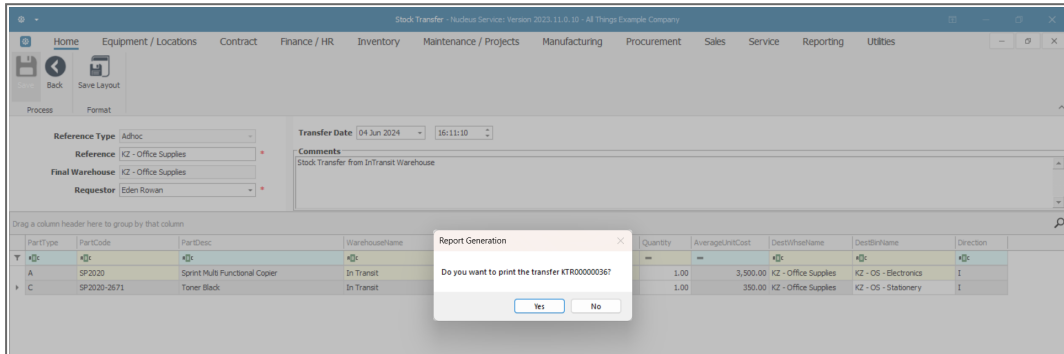 Stock Transfer - Nucleus Service: Version 2023.11.0.10 - All Things Example Company
Home Equipment / Locations Contract Finance / HR Inventory Maintenance / Projects Manufacturing Procurement Sales Service Reporting Utilities
Save Back Save Layout
Process Format
Reference Type Adhoc Transfer Date 04 Jun 2024 16:11:10
Reference KZ - Office Supplies * Comments
Stock Transfer from InTransit Warehouse
Final Warehouse KZ - Office Supplies
Requestor Eden Rowan *
Drag a column header here to group by that column
PartType PartCode PartDesc WarehouseName Report Generation Quantity AverageUnitCost DestWhseName DestBinName Direction
A SP2020 Sprint Multi Functional Copier In Transit Do you want to print the transfer KTR00000036? 1.00 3,500.00 KZ - Office Supplies KZ - OS - Electronics I
C SP2020-2671 Toner Black In Transit 1.00 350.00 KZ - Office Supplies KZ - OS - Stationery I
Yes No